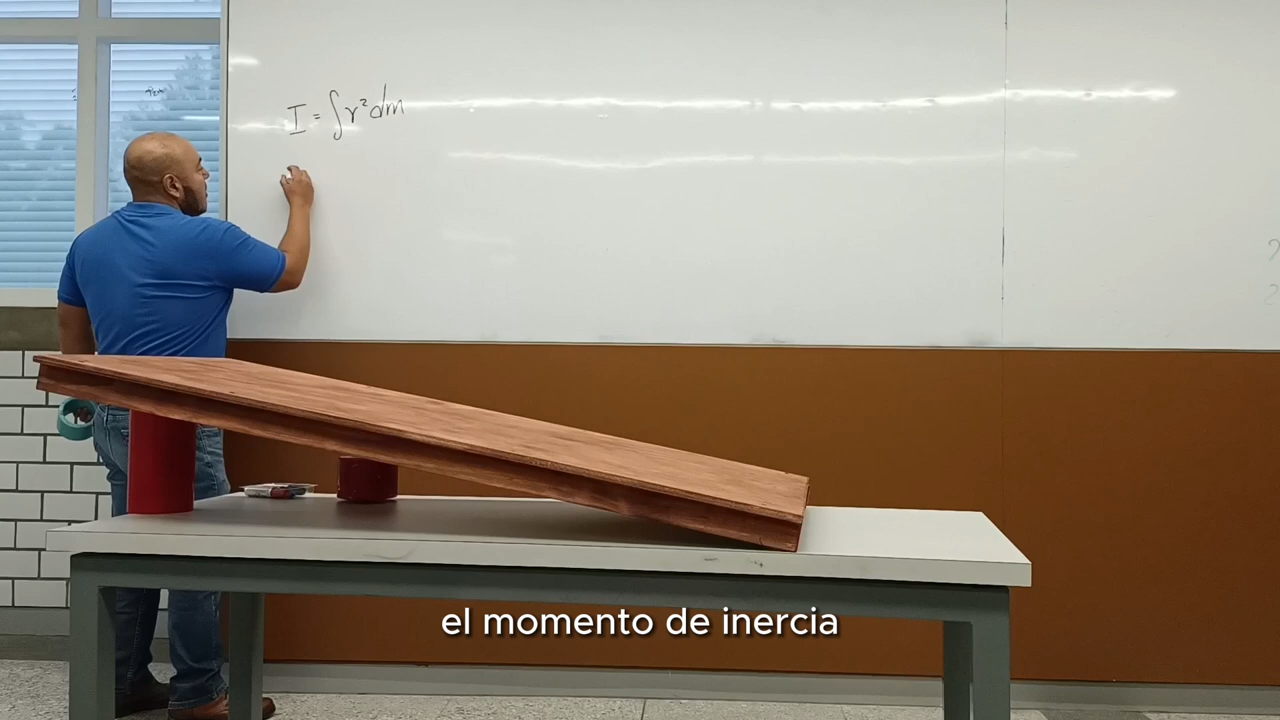 I = ∫r²dm
el momento de inercia